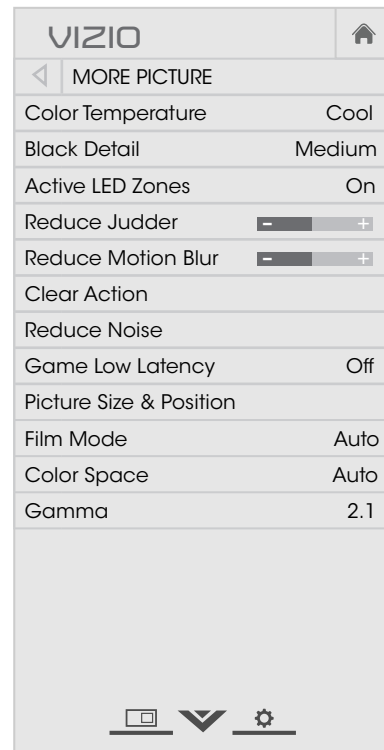 VIZIO
MORE PICTURE
Color Temperature Cool
Black Detail Medium
Active LED Zones On
Reduce Judder - +
Reduce Motion Blur - +
Clear Action
Reduce Noise
Game Low Latency Off
Picture Size & Position
Film Mode Auto
Color Space Auto
Gamma 2.1